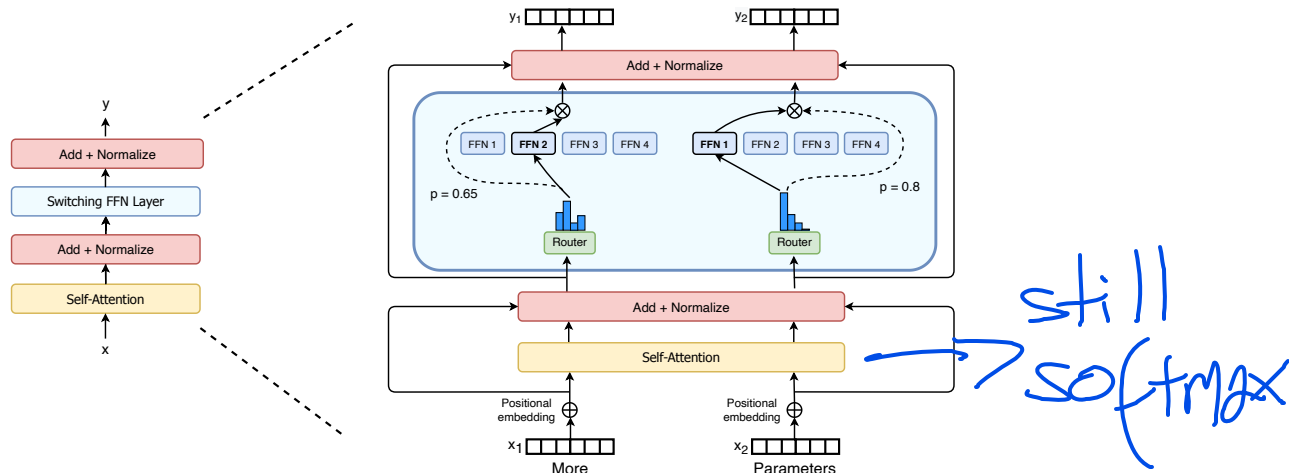 y
Add + Normalize
Switching FFN Layer
Add + Normalize
Self-Attention
x
y1 y2
Add + Normalize
FFN 1 FFN 2 FFN 3 FFN 4 FFN 1 FFN 2 FFN 3 FFN 4
p = 0.65 p = 0.8
Router Router
Add + Normalize
Self-Attention
Positional embedding Positional embedding
x1 x2
More Parameters
still
softmax